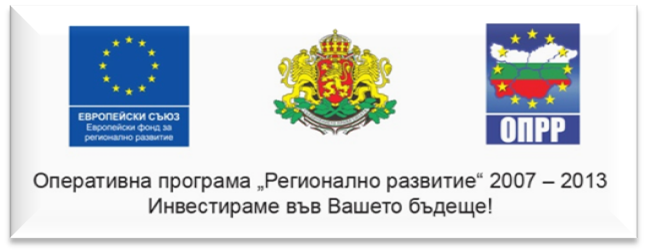 ЕВРОПЕЙСКИ СЪЮЗ
Европейски фонд за
регионално развитие
ОПРР
Оперативна програма „Регионално развитие“ 2007 – 2013
Инвестираме във Вашето бъдеще!